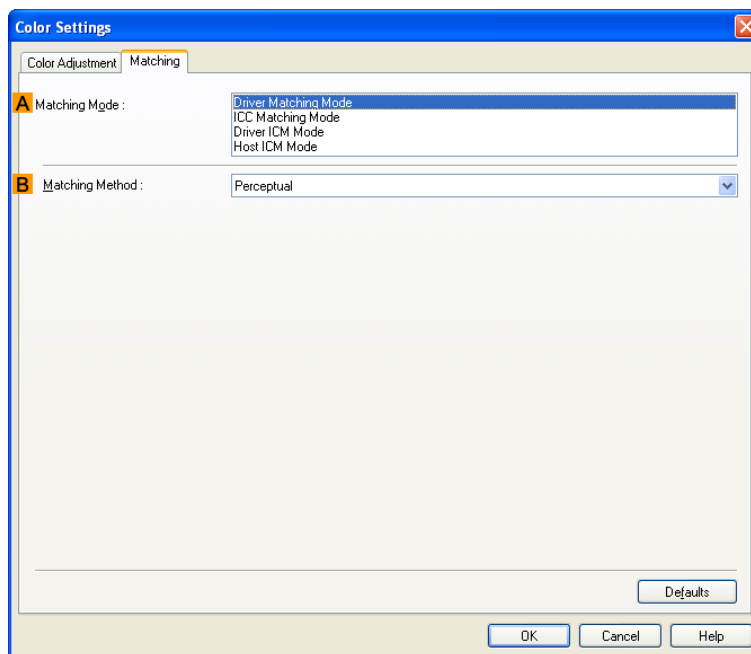 Color Settings
Color Adjustment Matching
A Matching Mode : Driver Matching Mode
ICC Matching Mode
Driver ICM Mode
Host ICM Mode
B Matching Method : Perceptual
Defaults
OK Cancel Help